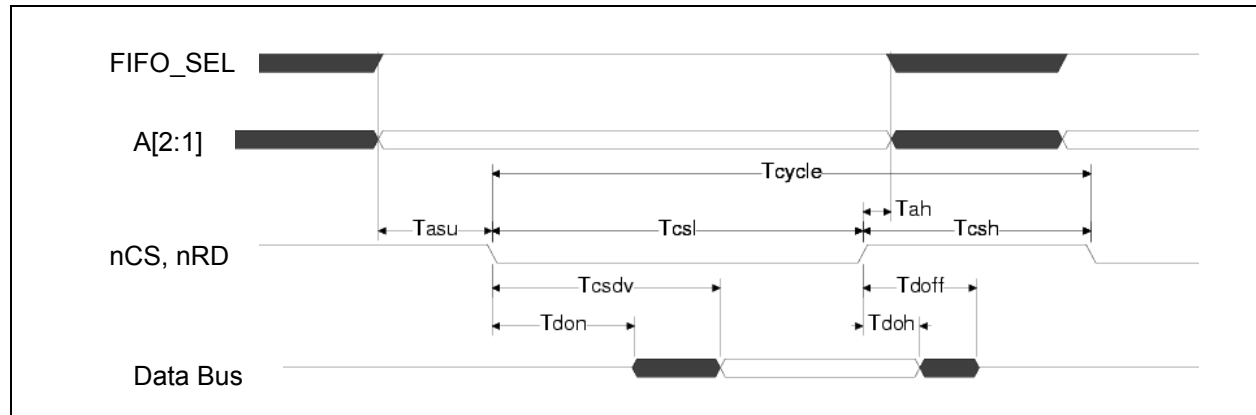 FIFO_SEL
A[2:1]
Tcycle
Tah
Tasu
Tcsl
Tcsh
nCS, nRD
Tcsdv
Tdoff
Tdon
Tdoh
Data Bus